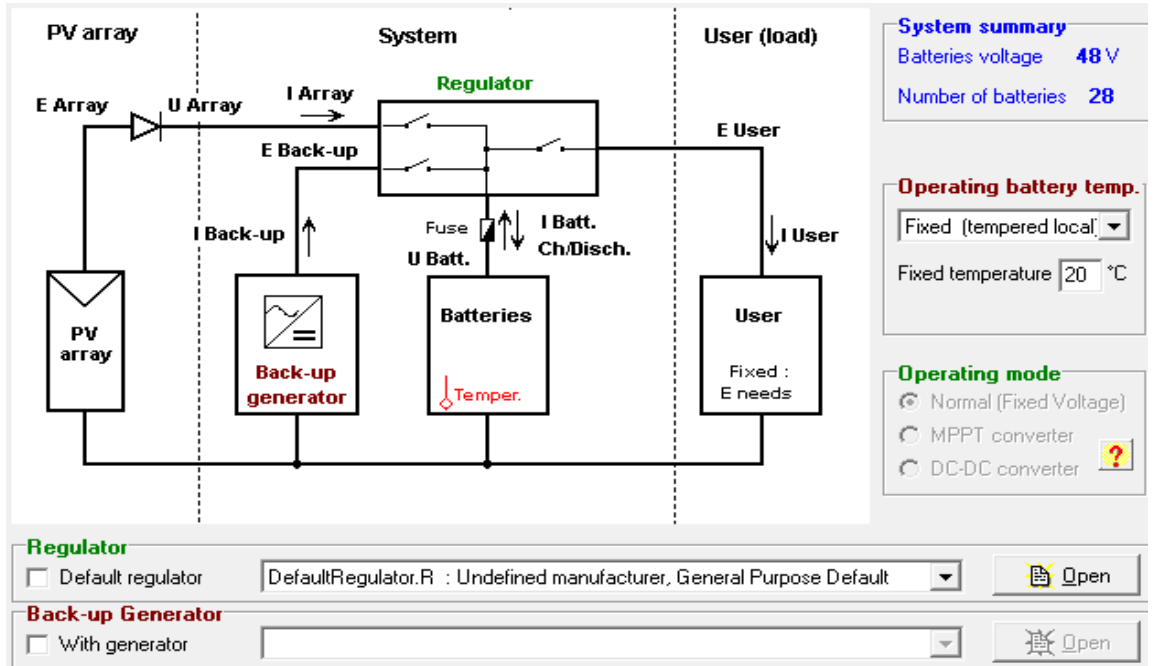 PV array
System
User (load)
Regulator
E Array
U Array
I Array
E Back-up
E User
I Back-up
Fuse
I Batt.
Ch/Disch.
U Batt.
I User
PV
array
Back-up
generator
Batteries
Temper.
User
Fixed :
E needs
System summary
Batteries voltage 48 V
Number of batteries 28
Operating battery temp.
Fixed (tempered local)
Fixed temperature 20 °C
Operating mode
Normal (Fixed Voltage)
MPPT converter
DC-DC converter
?
Regulator
Default regulator DefaultRegulator.R : Undefined manufacturer, General Purpose Default Open
Back-up Generator
With generator Open